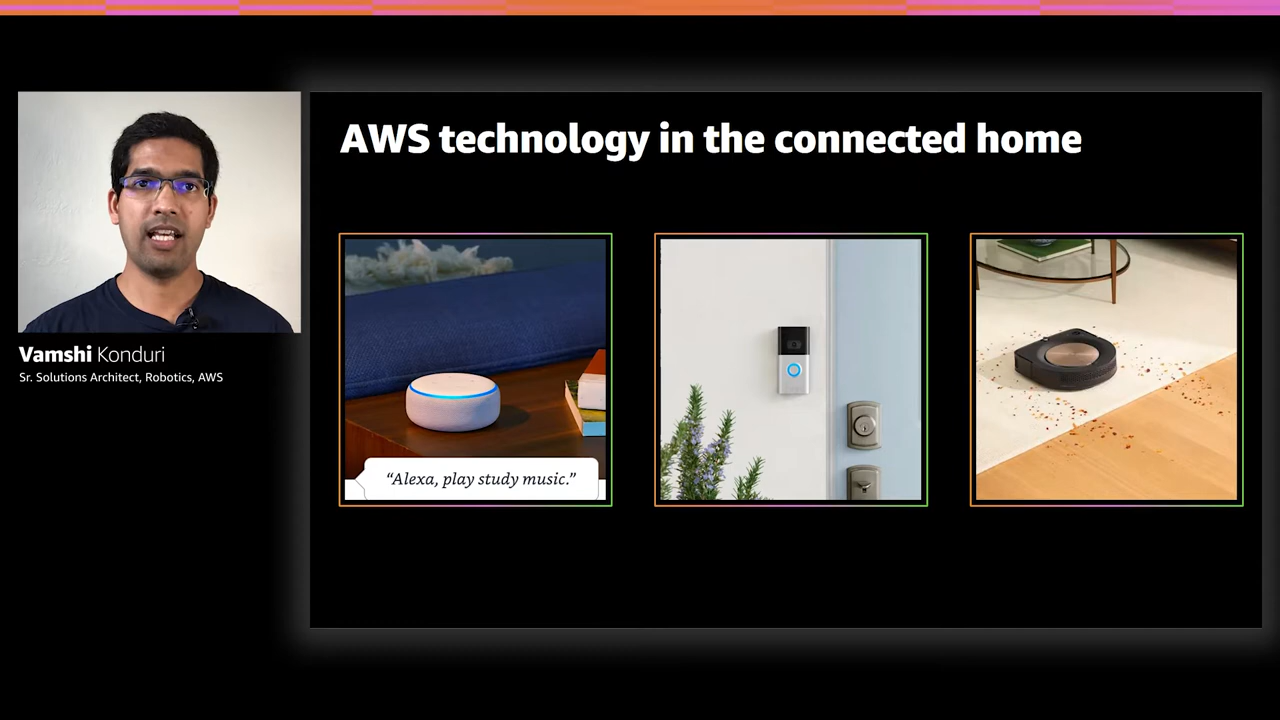 AWS technology in the connected home
Vamshi Konduri
Sr. Solutions Architect, Robotics, AWS
“Alexa, play study music.”